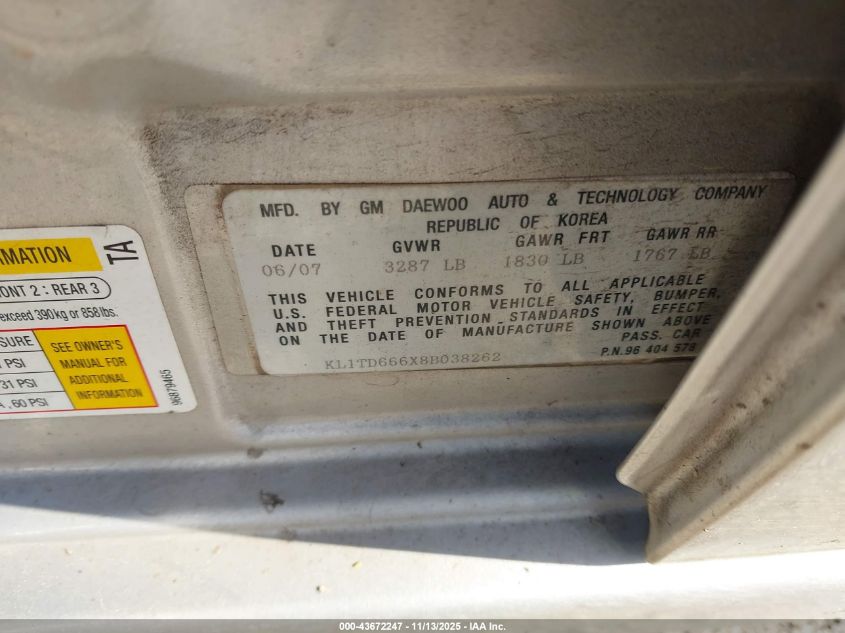 MATION
ONT 2 : REAR 3
exceed 390kg or 858 lbs.
SURE
SEE OWNER'S
MANUAL FOR
ADDITIONAL
INFORMATION
PSI
31 PSI
, 60 PSI
TA
96879465
MFD. BY GM DAEWOO AUTO & TECHNOLOGY COMPANY
REPUBLIC OF KOREA
DATE GVWR GAWR FRT GAWR RR
06/07 3287 LB 1830 LB 1767 LB
THIS VEHICLE CONFORMS TO ALL APPLICABLE
U.S. FEDERAL MOTOR VEHICLE SAFETY, BUMPER,
AND THEFT PREVENTION STANDARDS IN EFFECT
ON THE DATE OF MANUFACTURE SHOWN ABOVE
PASS. CAR
KL1TD666X8B038262
P.N.96 404 573
000-43672247 - 11/13/2025 - IAA Inc.